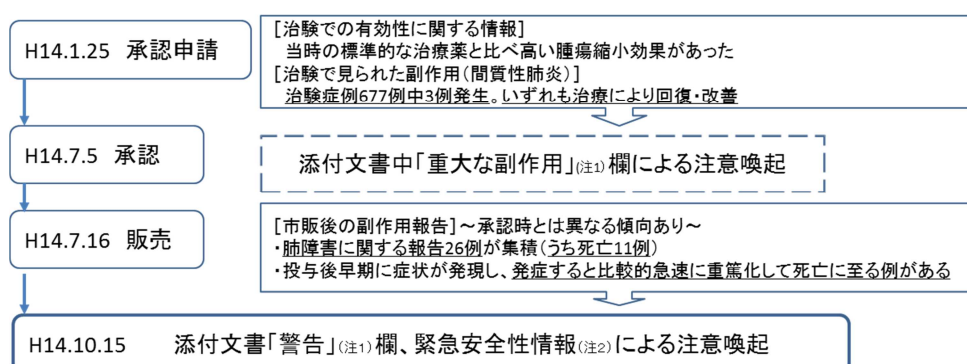 H14.1.25 承認申請
[治験での有効性に関する情報]
当時の標準的な治療薬と比べ高い腫瘍縮小効果があった
[治験で見られた副作用(間質性肺炎)]
治験症例677例中3例発生。いずれも治療により回復・改善
H14.7.5 承認
添付文書中「重大な副作用」(注1)欄による注意喚起
H14.7.16 販売
[市販後の副作用報告]～承認時とは異なる傾向あり～
・肺障害に関する報告26例が集積(うち死亡11例)
・投与後早期に症状が発現し、発症すると比較的急速に重篤化して死亡に至る例がある
H14.10.15 添付文書「警告」(注1)欄、緊急安全性情報(注2)による注意喚起